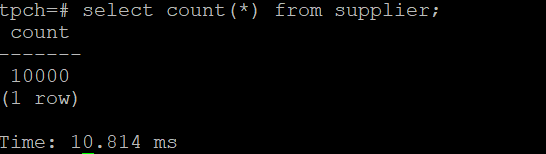 tpch=# select count(*) from supplier;
count
-------
10000
(1 row)
Time: 10.814 ms